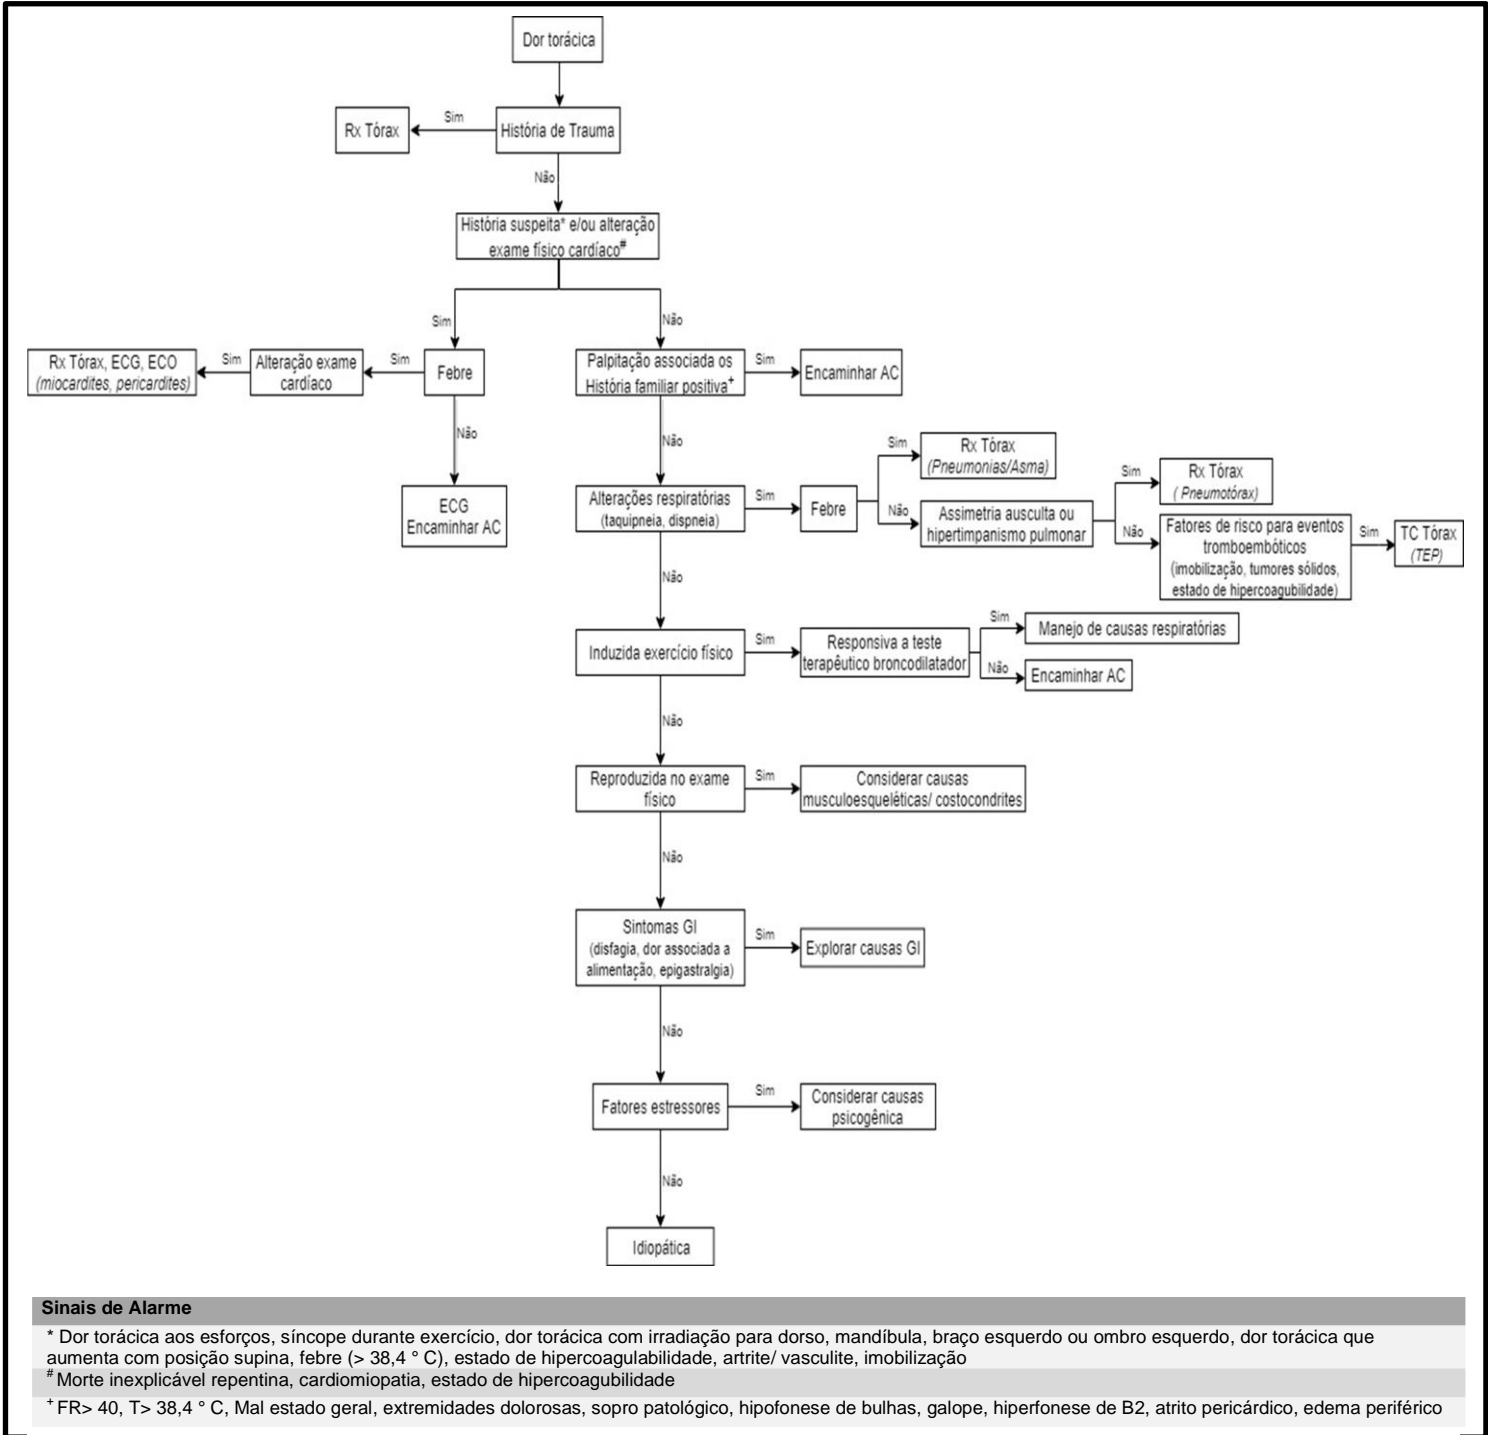 Dor torácica
História de Trauma
Sim
Rx Tórax
Não
História suspeita* e/ou alteração
exame físico cardíaco#
Sim
Não
Febre
Sim
Alteração exame
cardíaco
Sim
Rx Tórax, ECG, ECO
(miocardites, pericardites)
Não
ECG
Encaminhar AC
Palpitação associada os
História familiar positiva+
Sim
Encaminhar AC
Não
Alterações respiratórias
(taquipneia, dispneia)
Sim
Febre
Sim
Rx Tórax
(Pneumonias/Asma)
Não
Assimetria ausculta ou
hipertimpanismo pulmonar
Sim
Rx Tórax
( Pneumotórax)
Não
Fatores de risco para eventos
tromboembóticos
(imobilização, tumores sólidos,
estado de hipercoagubilidade)
Sim
TC Tórax
(TEP)
Não
Induzida exercício físico
Sim
Responsiva a teste
terapêutico broncodilatador
Sim
Manejo de causas respiratórias
Não
Encaminhar AC
Não
Reproduzida no exame
físico
Sim
Considerar causas
musculoesqueléticas/ costocondrites
Não
Sintomas GI
(disfagia, dor associada a
alimentação, epigastralgia)
Sim
Explorar causas GI
Não
Fatores estressores
Sim
Considerar causas
psicogênica
Não
Idiopática
Sinais de Alarme
* Dor torácica aos esforços, síncope durante exercício, dor torácica com irradiação para dorso, mandíbula, braço esquerdo ou ombro esquerdo, dor torácica que
aumenta com posição supina, febre (> 38,4 ° C), estado de hipercoagulabilidade, artrite/ vasculite, imobilização
# Morte inexplicável repentina, cardiomiopatia, estado de hipercoagubilidade
+ FR> 40, T> 38,4 ° C, Mal estado geral, extremidades dolorosas, sopro patológico, hipofonese de bulhas, galope, hiperfonese de B2, atrito pericárdico, edema periférico